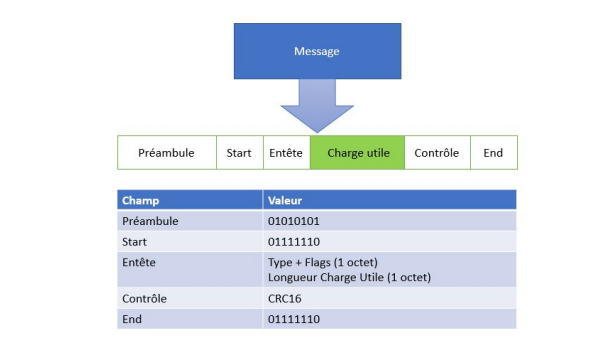 Message
Préambule Start Entête Charge utile Contrôle End
Champ Valeur
Préambule 01010101
Start 01111110
Entête Type + Flags (1 octet)
Longueur Charge Utile (1 octet)
Contrôle CRC16
End 01111110